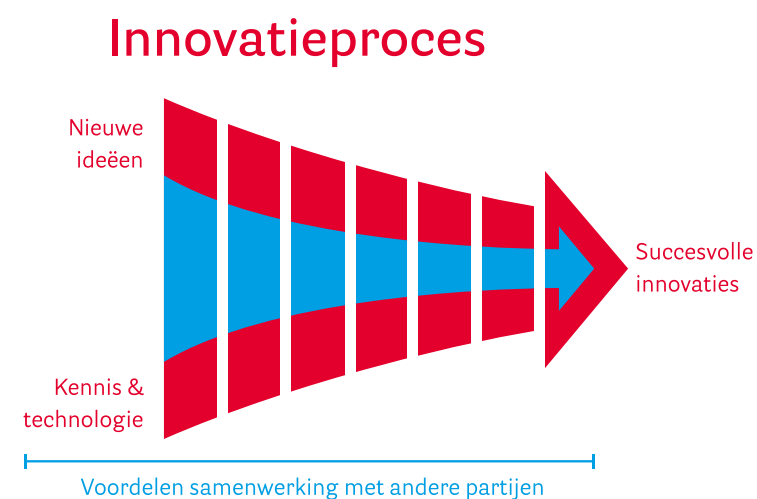 Innovatieproces
Nieuwe
ideeën
Succesvolle
innovaties
Kennis &
technologie
Voordelen samenwerking met andere partijen